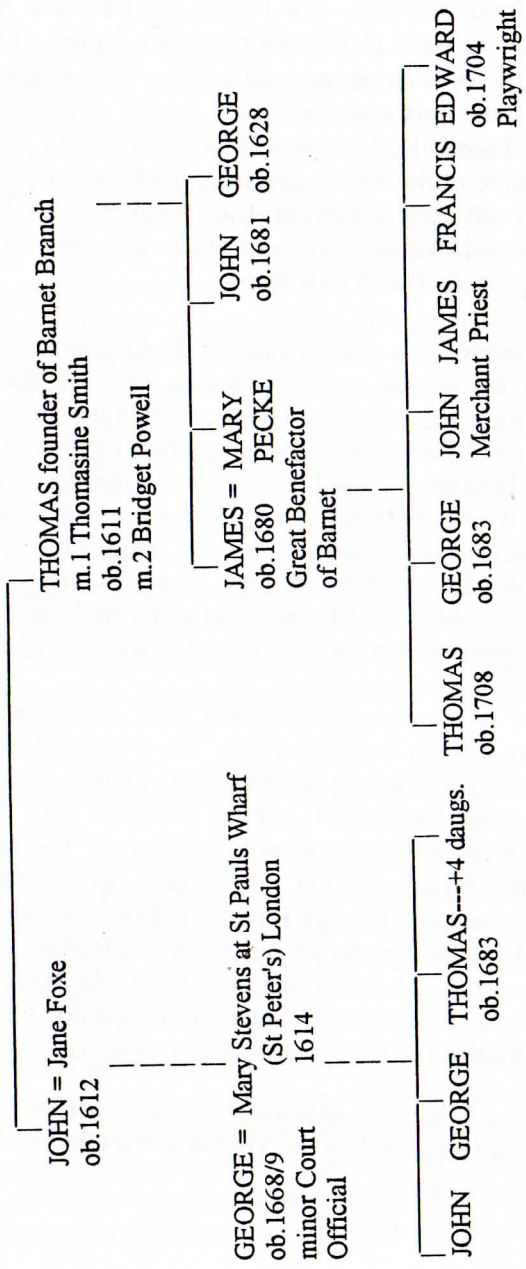 JOHN = Jane Foxe
ob.1612
THOMAS founder of Barnet Branch
m.1 Thomasine Smith
ob.1611
m.2 Bridget Powell
GEORGE = Mary Stevens at St Pauls Wharf
ob.1668/9 (St Peter's) London
minor Court 1614
Official
JAMES = MARY
ob.1680 PECKE
Great Benefactor
of Barnet
JOHN GEORGE
ob.1681 ob.1628
JOHN GEORGE THOMAS---+4 daugs.
ob.1683
THOMAS GEORGE JOHN JAMES FRANCIS EDWARD
ob.1708 ob.1683 Merchant Priest ob.1704
Playwright